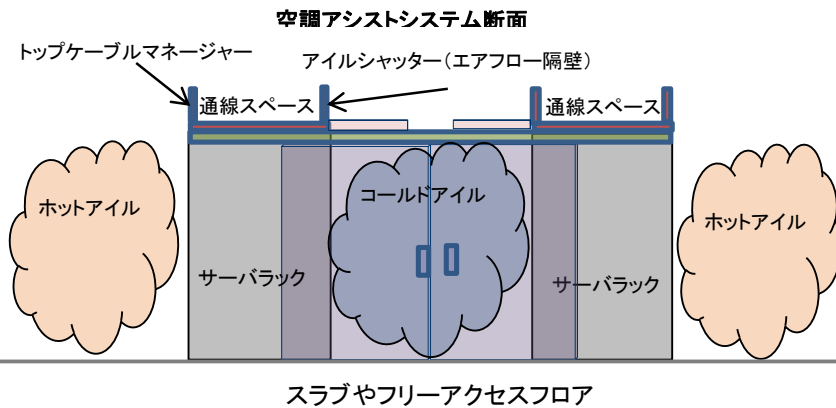 空調アシストシステム断面
トップケーブルマネージャー
アイルシャッター（エアフロー隔壁）
通線スペース
通線スペース
ホットアイル
コールドアイル
ホットアイル
サーバラック
サーバラック
スラブやフリーアクセスフロア